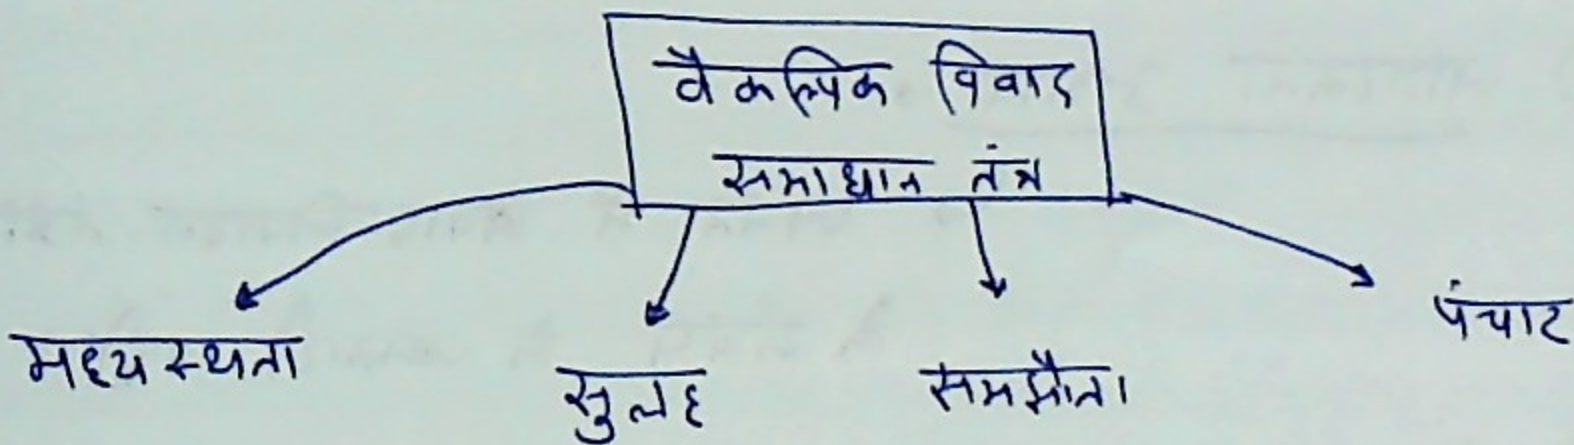 वैकल्पिक विवाद
समाधान तंत्र
मध्यस्थता
सुलह
समझौता
पंचाट